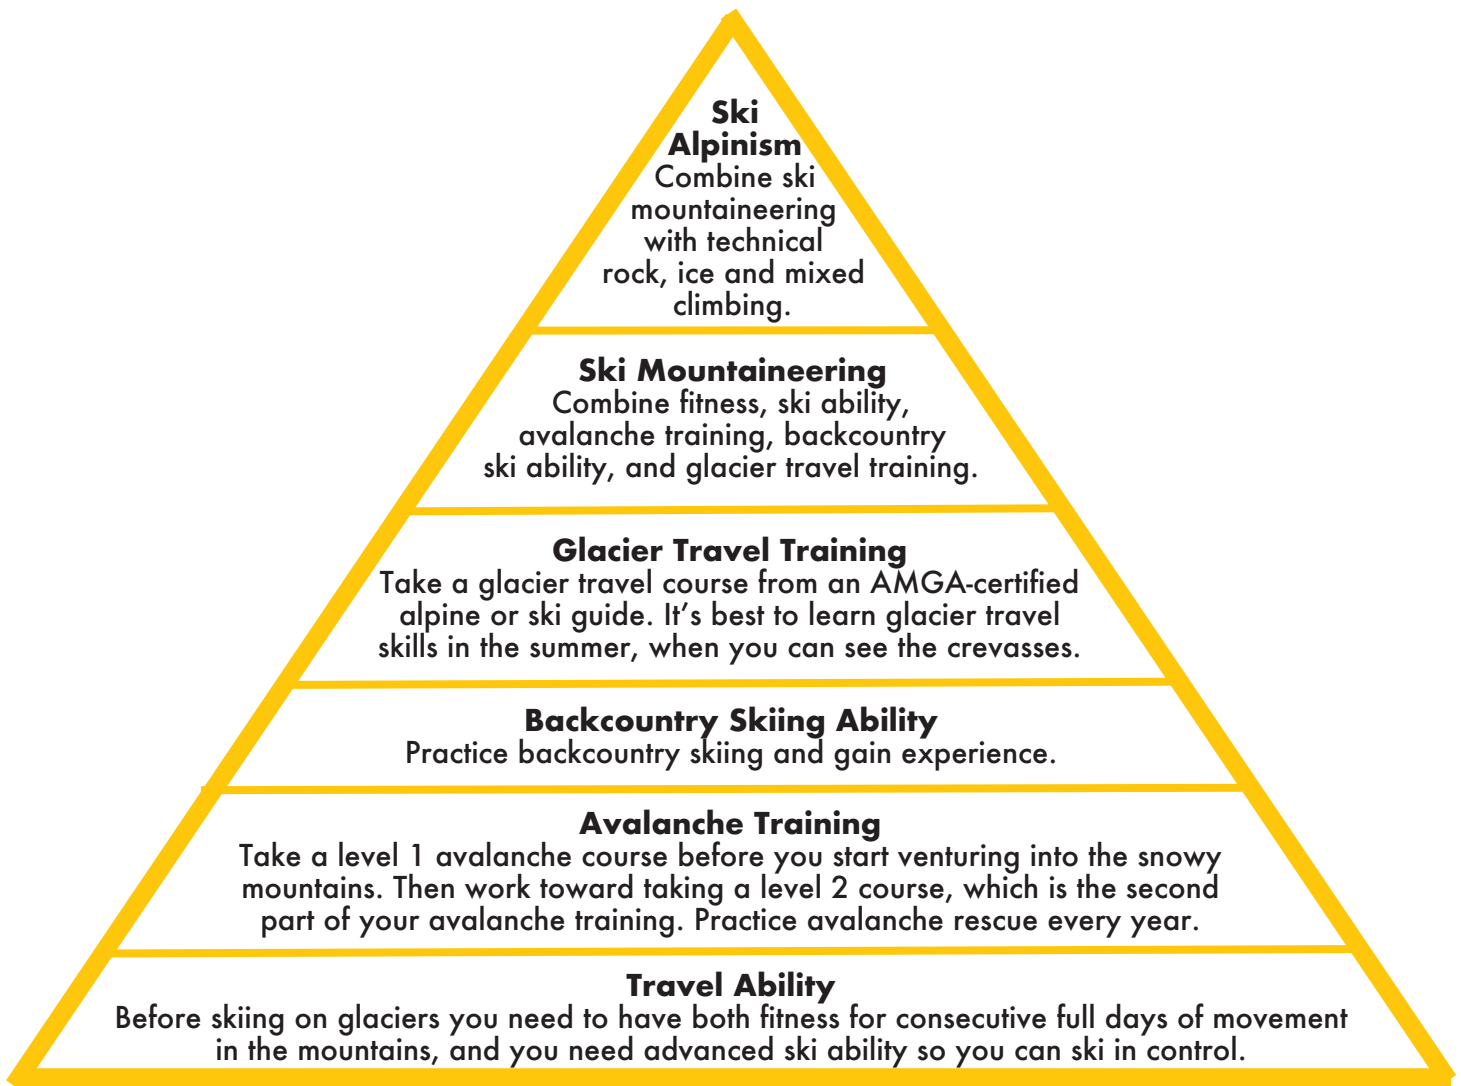 Ski
Alpinism
Combine ski
mountaineering
with technical
rock, ice and mixed
climbing.
Ski Mountaineering
Combine fitness, ski ability,
avalanche training, backcountry
ski ability, and glacier travel training.
Glacier Travel Training
Take a glacier travel course from an AMGA-certified
alpine or ski guide. It’s best to learn glacier travel
skills in the summer, when you can see the crevasses.
Backcountry Skiing Ability
Practice backcountry skiing and gain experience.
Avalanche Training
Take a level 1 avalanche course before you start venturing into the snowy
mountains. Then work toward taking a level 2 course, which is the second
part of your avalanche training. Practice avalanche rescue every year.
Travel Ability
Before skiing on glaciers you need to have both fitness for consecutive full days of movement
in the mountains, and you need advanced ski ability so you can ski in control.